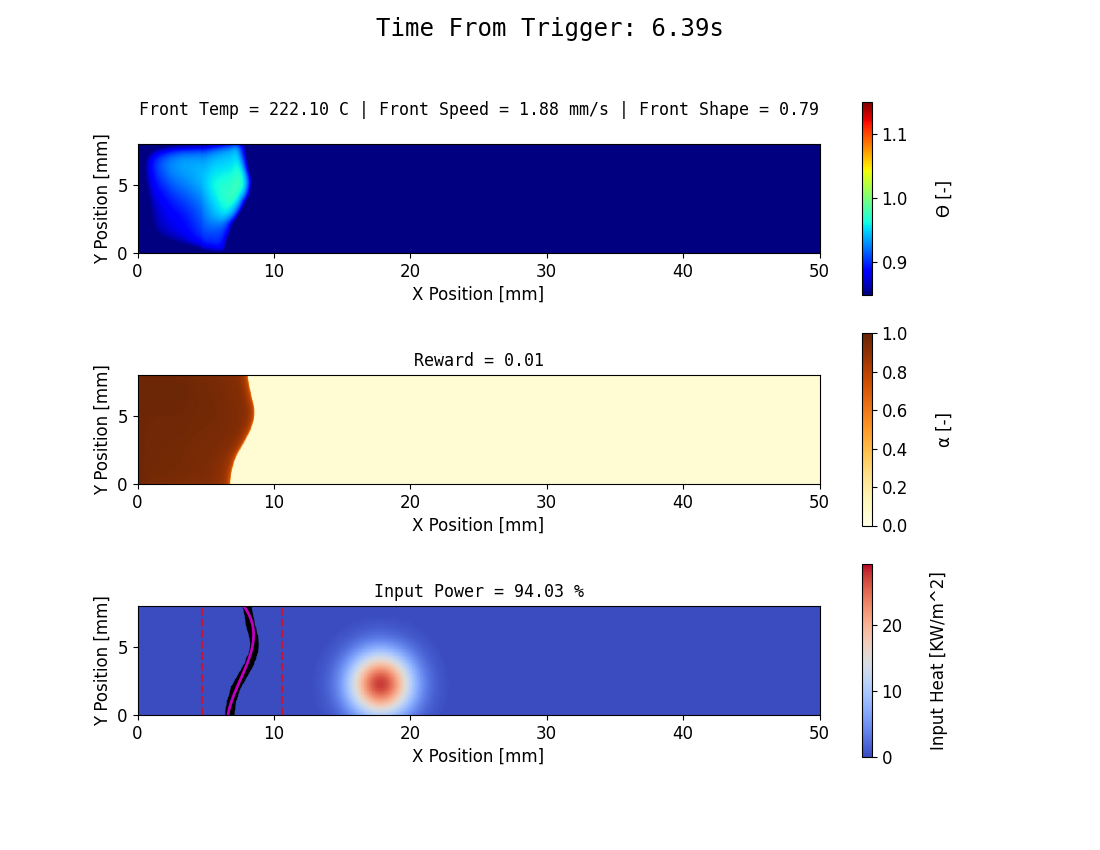 Time From Trigger: 6.39s
Front Temp = 222.10 C | Front Speed = 1.88 mm/s | Front Shape = 0.79
Y Position [mm]
5
0
0 10 20 30 40 50
X Position [mm]
1.1
1.0
0.9
Θ [-]
Reward = 0.01
Y Position [mm]
5
0
0 10 20 30 40 50
X Position [mm]
1.0
0.8
0.6
0.4
0.2
0.0
α [-]
Input Power = 94.03 %
Y Position [mm]
5
0
0 10 20 30 40 50
X Position [mm]
20
10
0
Input Heat [KW/m^2]